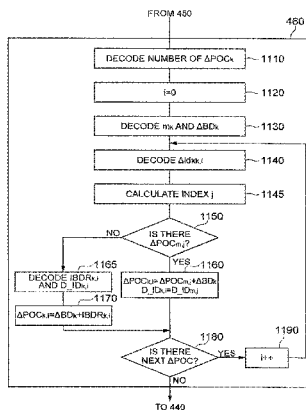 FROM 450
460
DECODE NUMBER OF ΔPOCk
1110
i=0
1120
DECODE mk AND ΔBDk
1130
DECODE ΔIdxk,i
1140
CALCULATE INDEX j
1145
1150
IS THERE
ΔPOCm,j?
NO
YES
1165
DECODE IBDRk,i
AND D_IDk,i
1160
ΔPOCk,i=ΔPOCm,j+ΔBDk
D_IDk,i=D_IDm,j
1170
ΔPOCk,i=ΔBDk+IBDRk,i
1180
IS THERE
NEXT ΔPOC?
YES
1190
i++
NO
TO 440